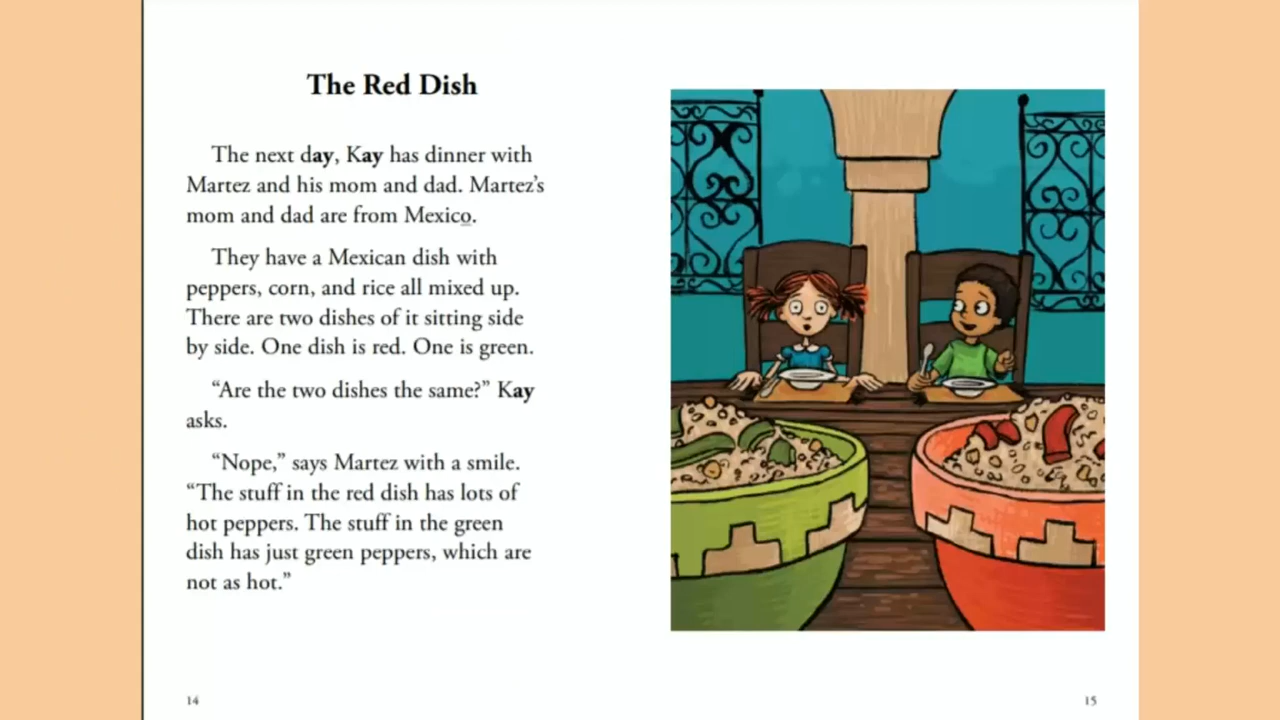 The Red Dish
The next day, Kay has dinner with
Martez and his mom and dad. Martez’s
mom and dad are from Mexico.
They have a Mexican dish with
peppers, corn, and rice all mixed up.
There are two dishes of it sitting side
by side. One dish is red. One is green.
“Are the two dishes the same?” Kay
asks.
“Nope,” says Martez with a smile.
“The stuff in the red dish has lots of
hot peppers. The stuff in the green
dish has just green peppers, which are
not as hot.”
14
15